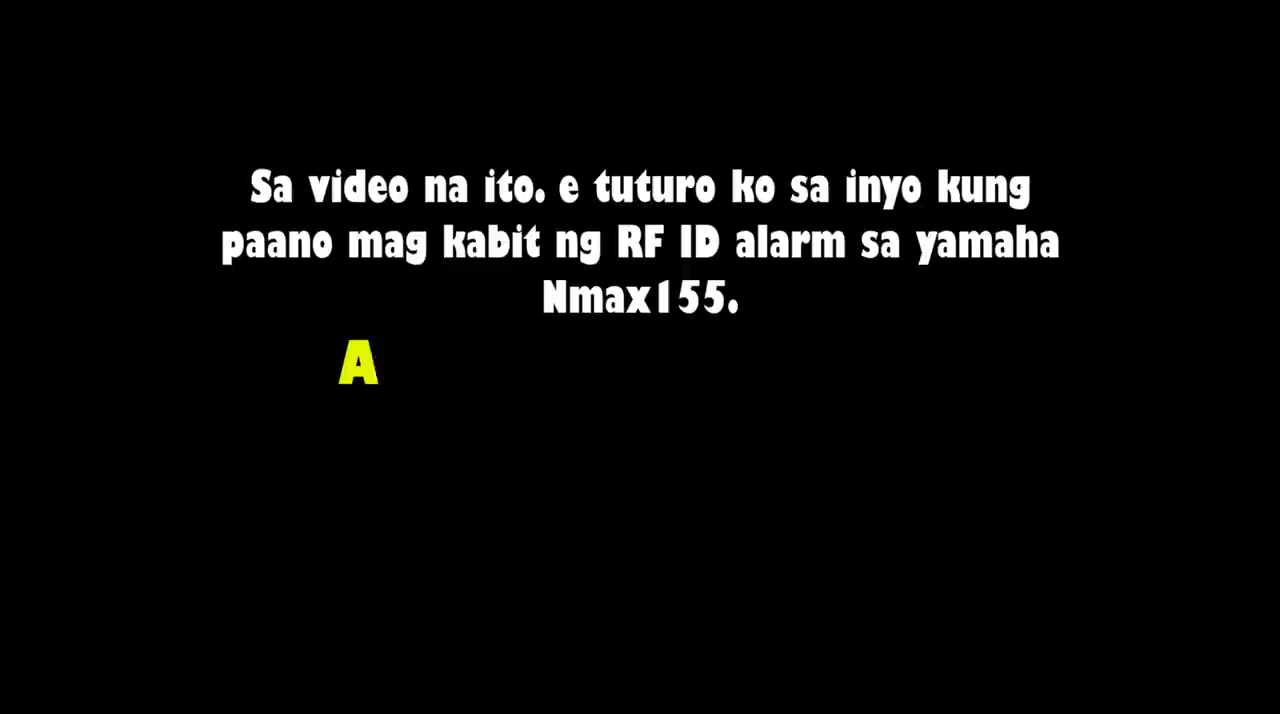 Sa video na ito. e tuturo ko sa inyo kung
paano mag kabit ng RF ID alarm sa yamaha
Nmax155.
A